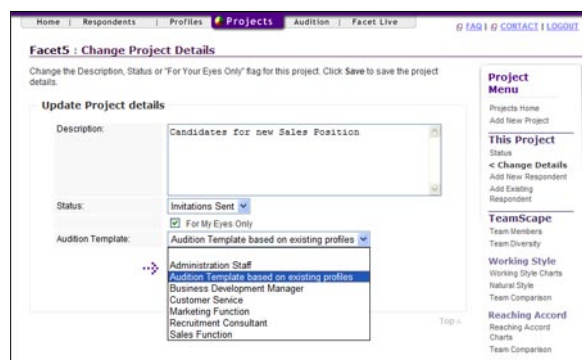 Home | Respondents | Profiles Projects Audition | Facet Live
FAQ | CONTACT | LOGOUT
Facet5 : Change Project Details
Change the Description, Status or "For Your Eyes Only" flag for this project. Click Save to save the project
details.
Update Project details
Description:
Candidates for new Sales Position
Status:
Invitations Sent
For My Eyes Only
Audition Template:
Audition Template based on existing profiles
Administration Staff
Audition Template based on existing profiles
Business Development Manager
Customer Service
Marketing Function
Recruitment Consultant
Sales Function
Top
Project
Menu
Projects Home
Add New Project
This Project
Status
< Change Details
Add New Respondent
Add Existing
Respondent
TeamScape
Team Members
Team Diversity
Working Style
Working Style Charts
Natural Style
Team Comparison
Reaching Accord
Reaching Accord
Charts
Team Comparison